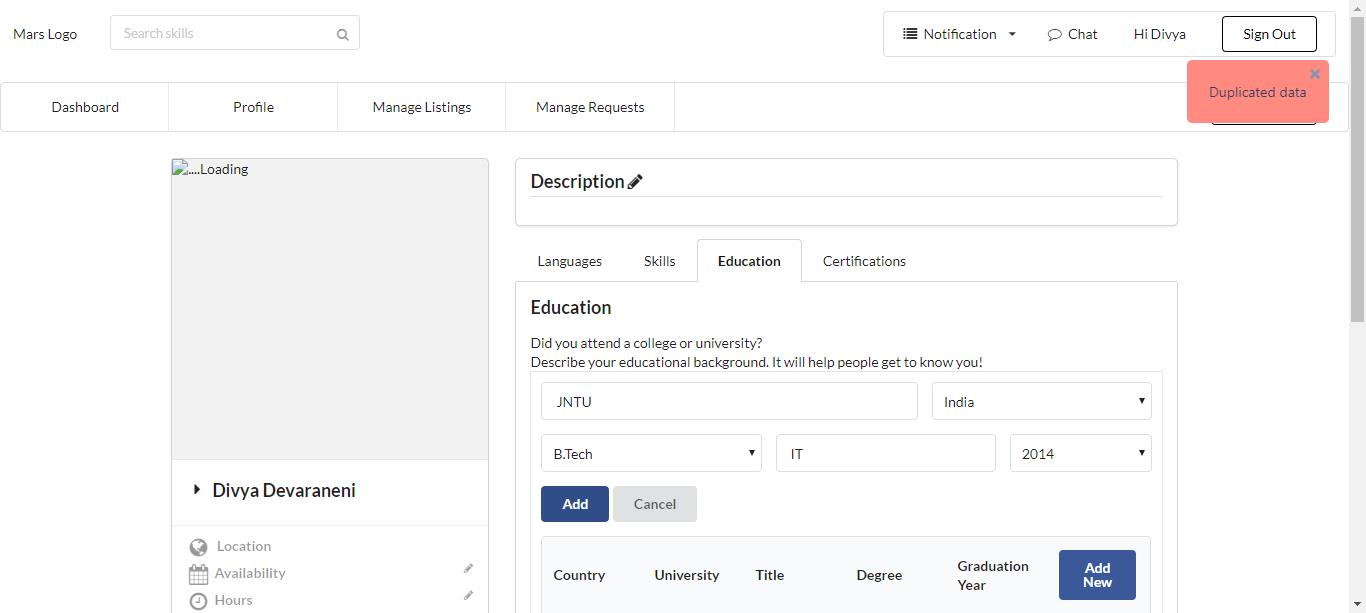 Mars Logo
Search skills
Notification
Chat
Hi Divya
Sign Out
Duplicated data
Dashboard
Profile
Manage Listings
Manage Requests
....Loading
Description
Languages
Skills
Education
Certifications
Education
Did you attend a college or university?
Describe your educational background. It will help people get to know you!
JNTU
India
B.Tech
IT
2014
Add
Cancel
Country
University
Title
Degree
Graduation
Year
Add
New
Divya Devaraneni
Location
Availability
Hours